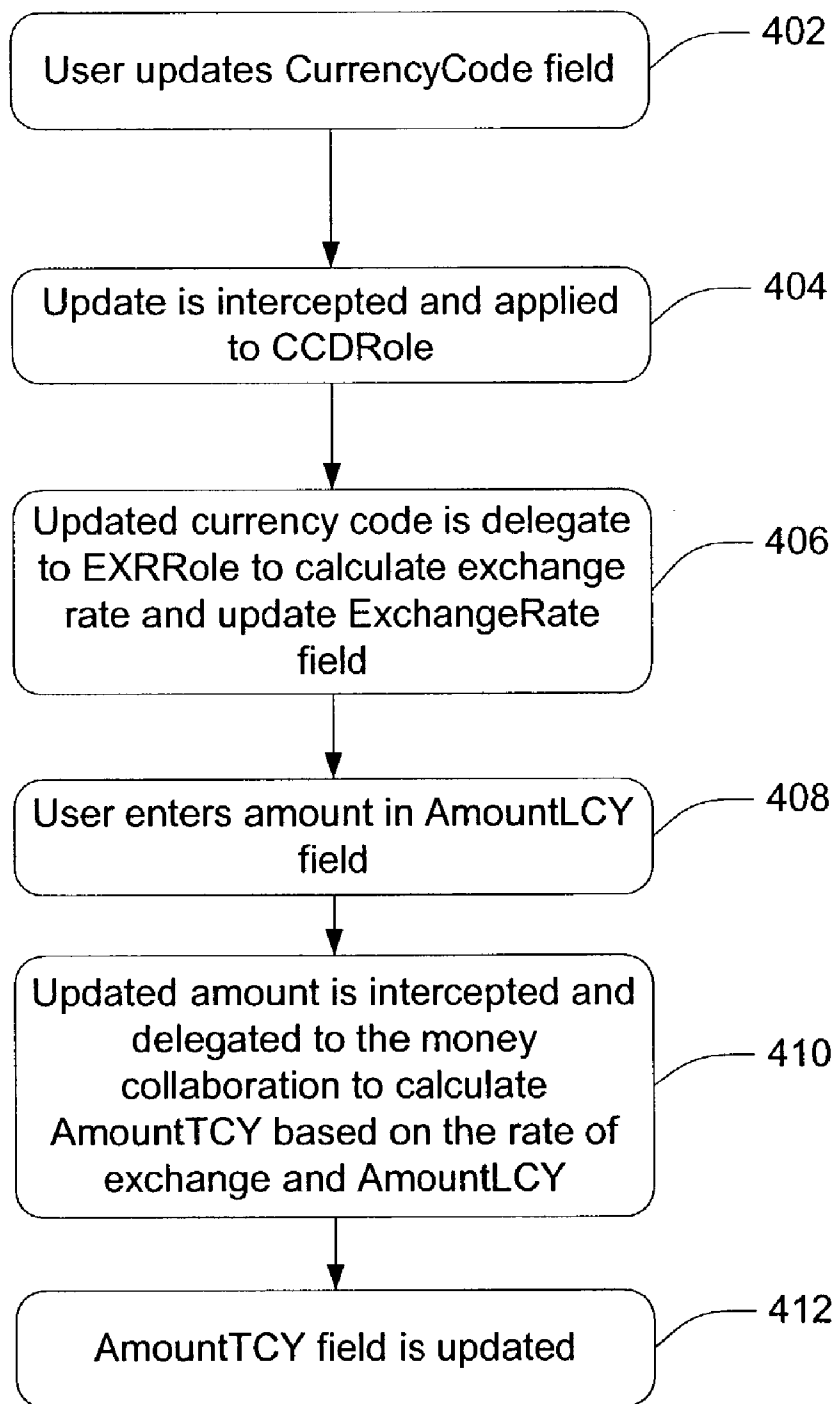 User updates CurrencyCode field
402
Update is intercepted and applied
to CCDRole
404
Updated currency code is delegate
to EXRRole to calculate exchange
rate and update ExchangeRate
field
406
User enters amount in AmountLCY
field
408
Updated amount is intercepted and
delegated to the money
collaboration to calculate
AmountTCY based on the rate of
exchange and AmountLCY
410
AmountTCY field is updated
412